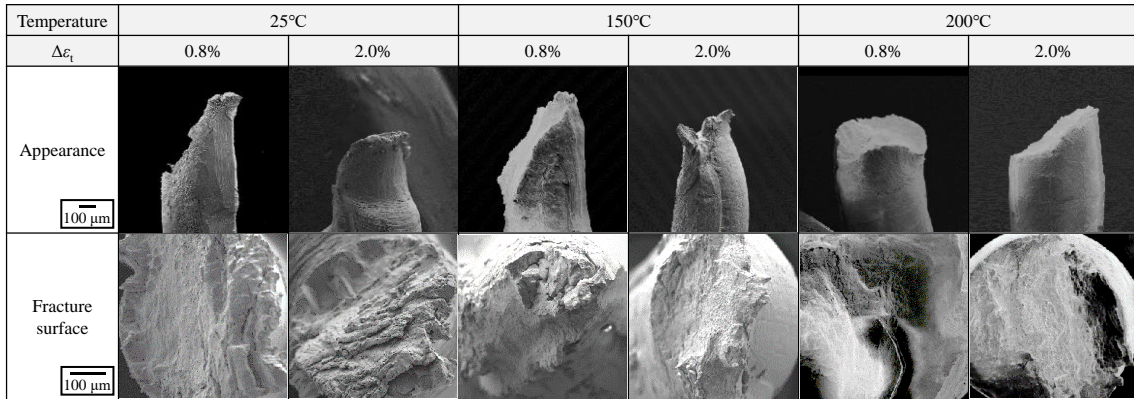 Temperature 25°C 150°C 200°C
Δεt 0.8% 2.0% 0.8% 2.0% 0.8% 2.0%
Appearance
100 μm
Fracture
surface
100 μm